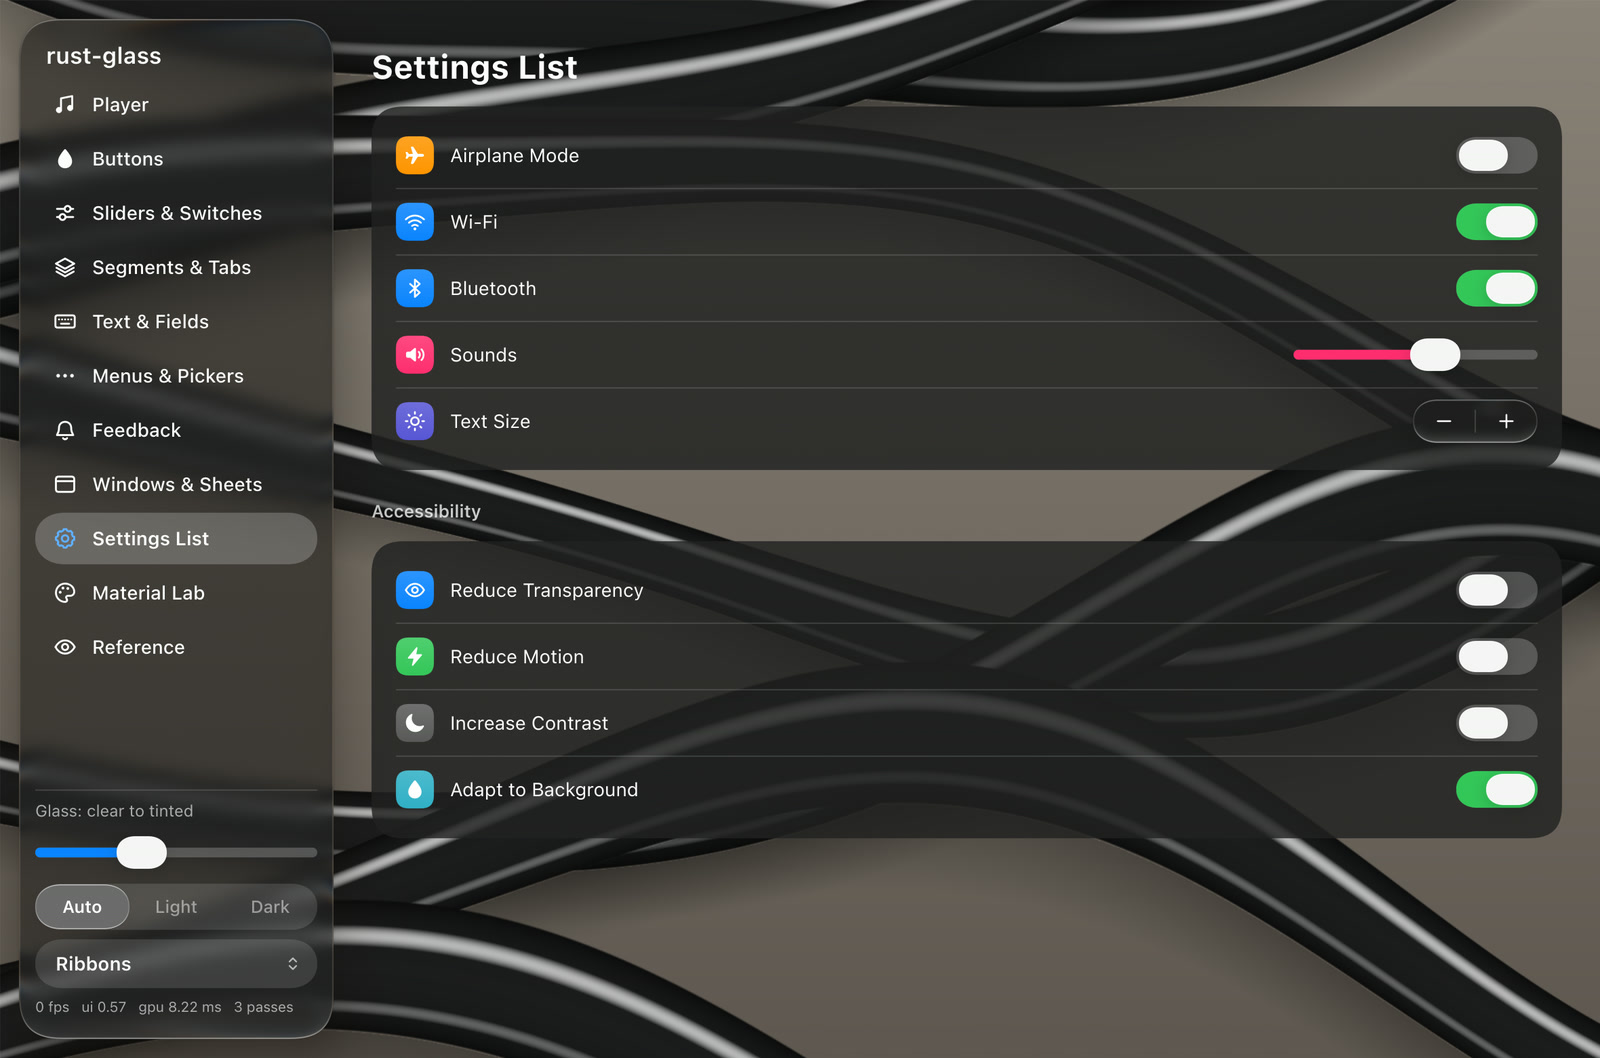 rust-glass
Player
Buttons
Sliders & Switches
Segments & Tabs
Text & Fields
Menus & Pickers
Feedback
Windows & Sheets
Settings List
Material Lab
Reference
Glass: clear to tinted
Auto Light Dark
Ribbons
0 fps ui 0.57 gpu 8.22 ms 3 passes
Settings List
Airplane Mode
Wi-Fi
Bluetooth
Sounds
Text Size
Accessibility
Reduce Transparency
Reduce Motion
Increase Contrast
Adapt to Background